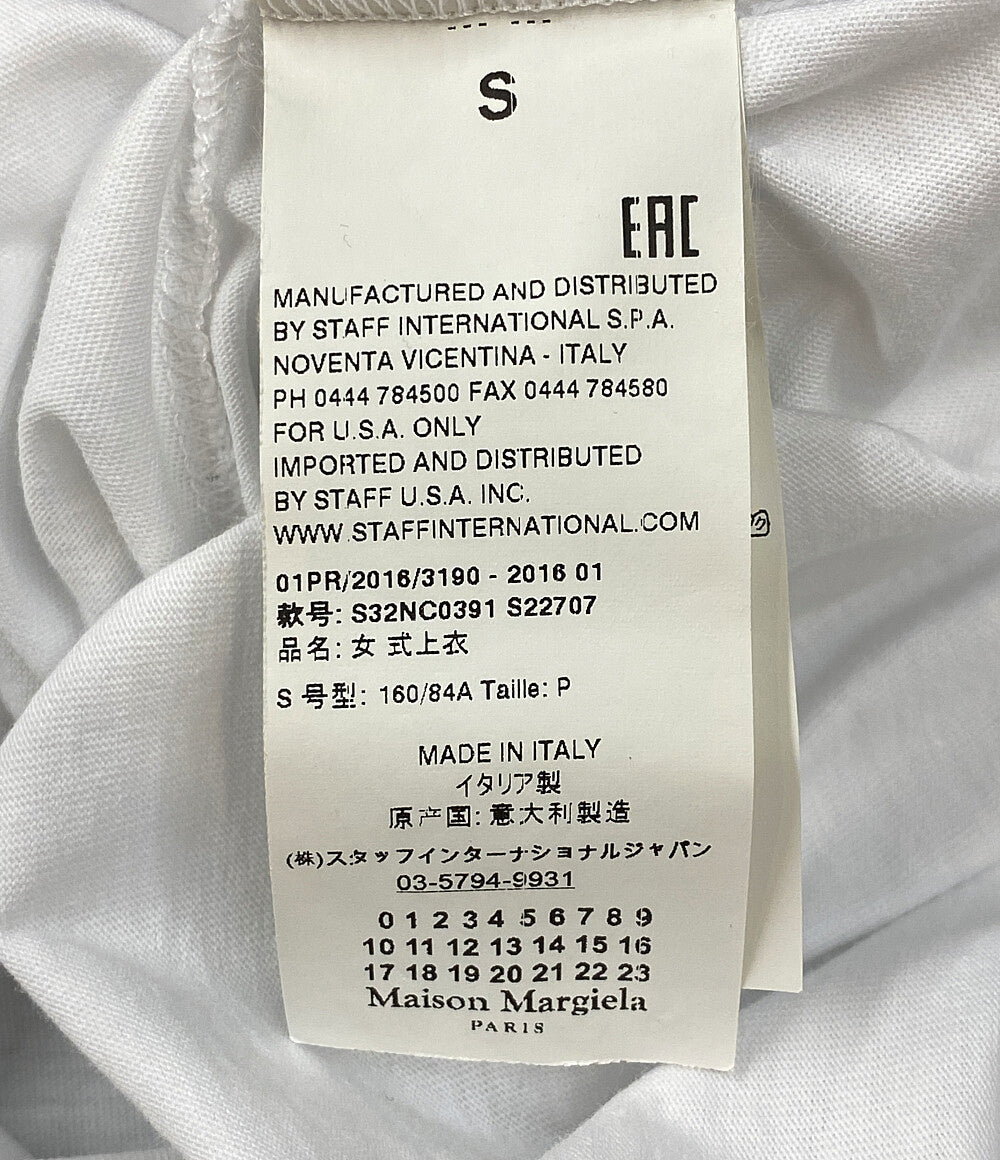 S
EAC
MANUFACTURED AND DISTRIBUTED
BY STAFF INTERNATIONAL S.P.A.
NOVENTA VICENTINA - ITALY
PH 0444 784500 FAX 0444 784580
FOR U.S.A. ONLY
IMPORTED AND DISTRIBUTED
BY STAFF U.S.A. INC.
WWW.STAFFINTERNATIONAL.COM
01PR/2016/3190 - 2016 01
款号: S32NC0391 S22707
品名: 女 式上衣
S 号型: 160/84A Taille: P
MADE IN ITALY
イタリア製
原产国: 意大利製造
(株)スタッフインターナショナルジャパン
03-5794-9931
0 1 2 3 4 5 6 7 8 9
10 11 12 13 14 15 16
17 18 19 20 21 22 23
Maison Margiela
PARIS